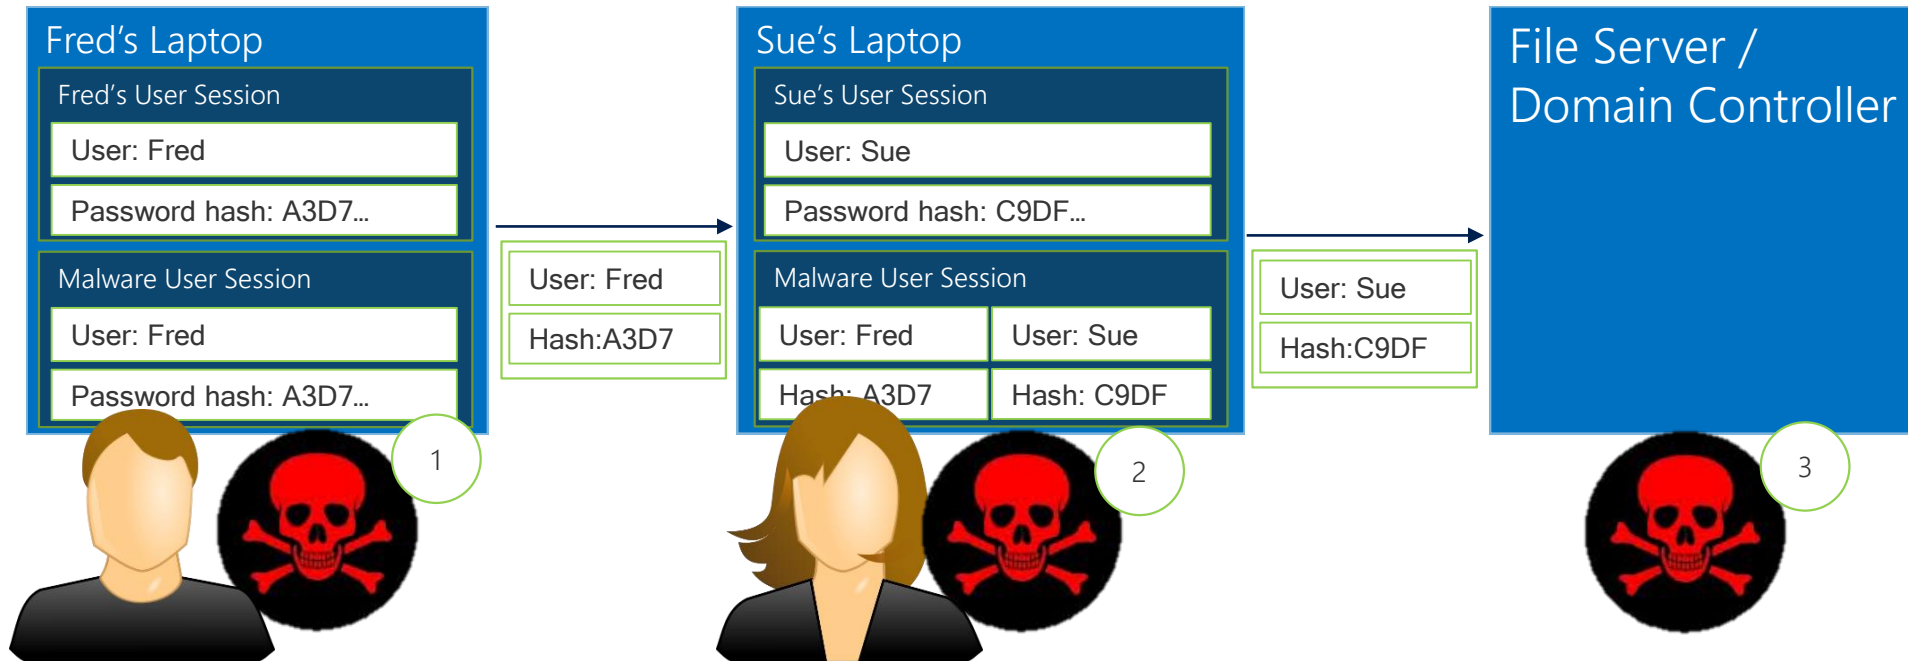 Fred's Laptop
Fred's User Session
User: Fred
Password hash: A3D7…
Malware User Session
User: Fred
Password hash: A3D7…
1
User: Fred
Hash:A3D7
Sue's Laptop
Sue's User Session
User: Sue
Password hash: C9DF…
Malware User Session
User: Fred
User: Sue
Hash: A3D7
Hash: C9DF
2
User: Sue
Hash:C9DF
File Server /
Domain Controller
3